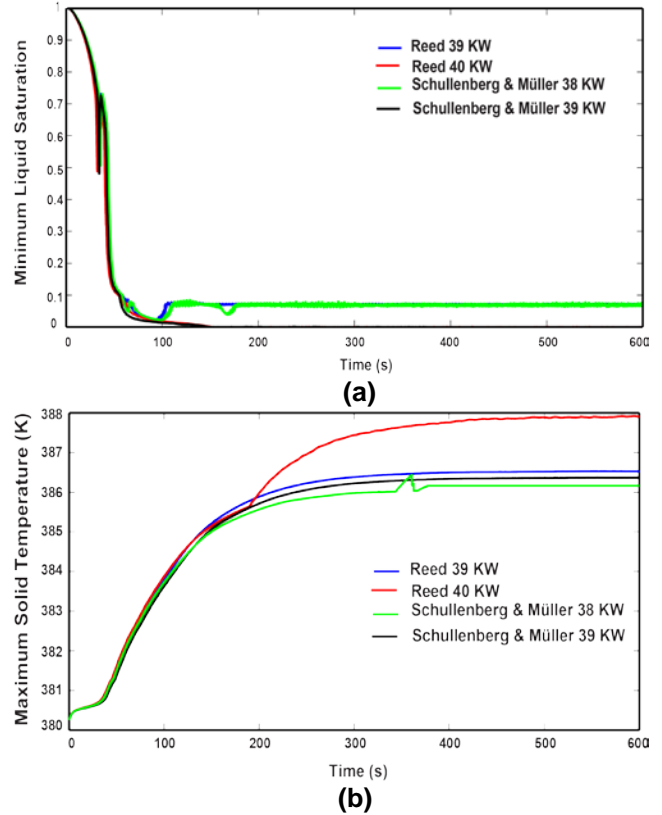 1
0.9
0.8
0.7
0.6
0.5
0.4
0.3
0.2
0.1
0
Minimum Liquid Saturation
Reed 39 KW
Reed 40 KW
Schullenberg & Müller 38 KW
Schullenberg & Müller 39 KW
0 100 200 300 400 500 600
Time (s)
(a)
388
387
386
385
384
383
382
381
380
Maximum Solid Temperature (K)
Reed 39 KW
Reed 40 KW
Schullenberg & Müller 38 KW
Schullenberg & Müller 39 KW
0 50 100 200 300 400 500 600
Time (s)
(b)